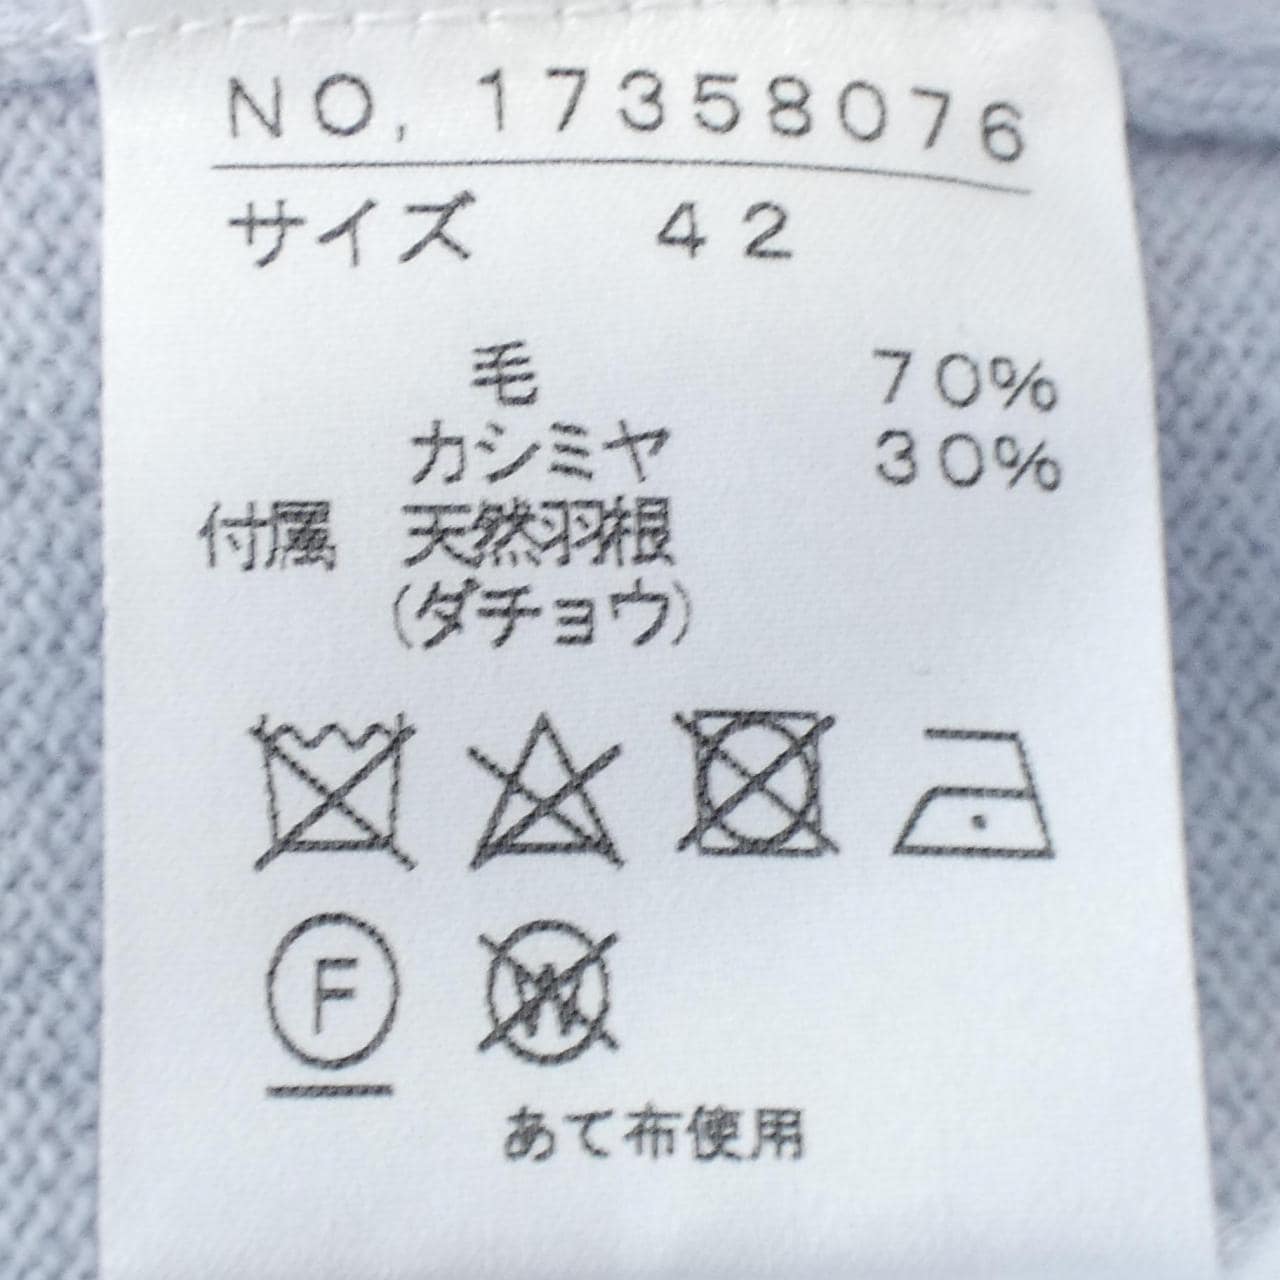 NO. 17358076
サイズ 42
毛 70%
カシミヤ 30%
付属 天然羽根
(ダチョウ)
F W
あて布使用